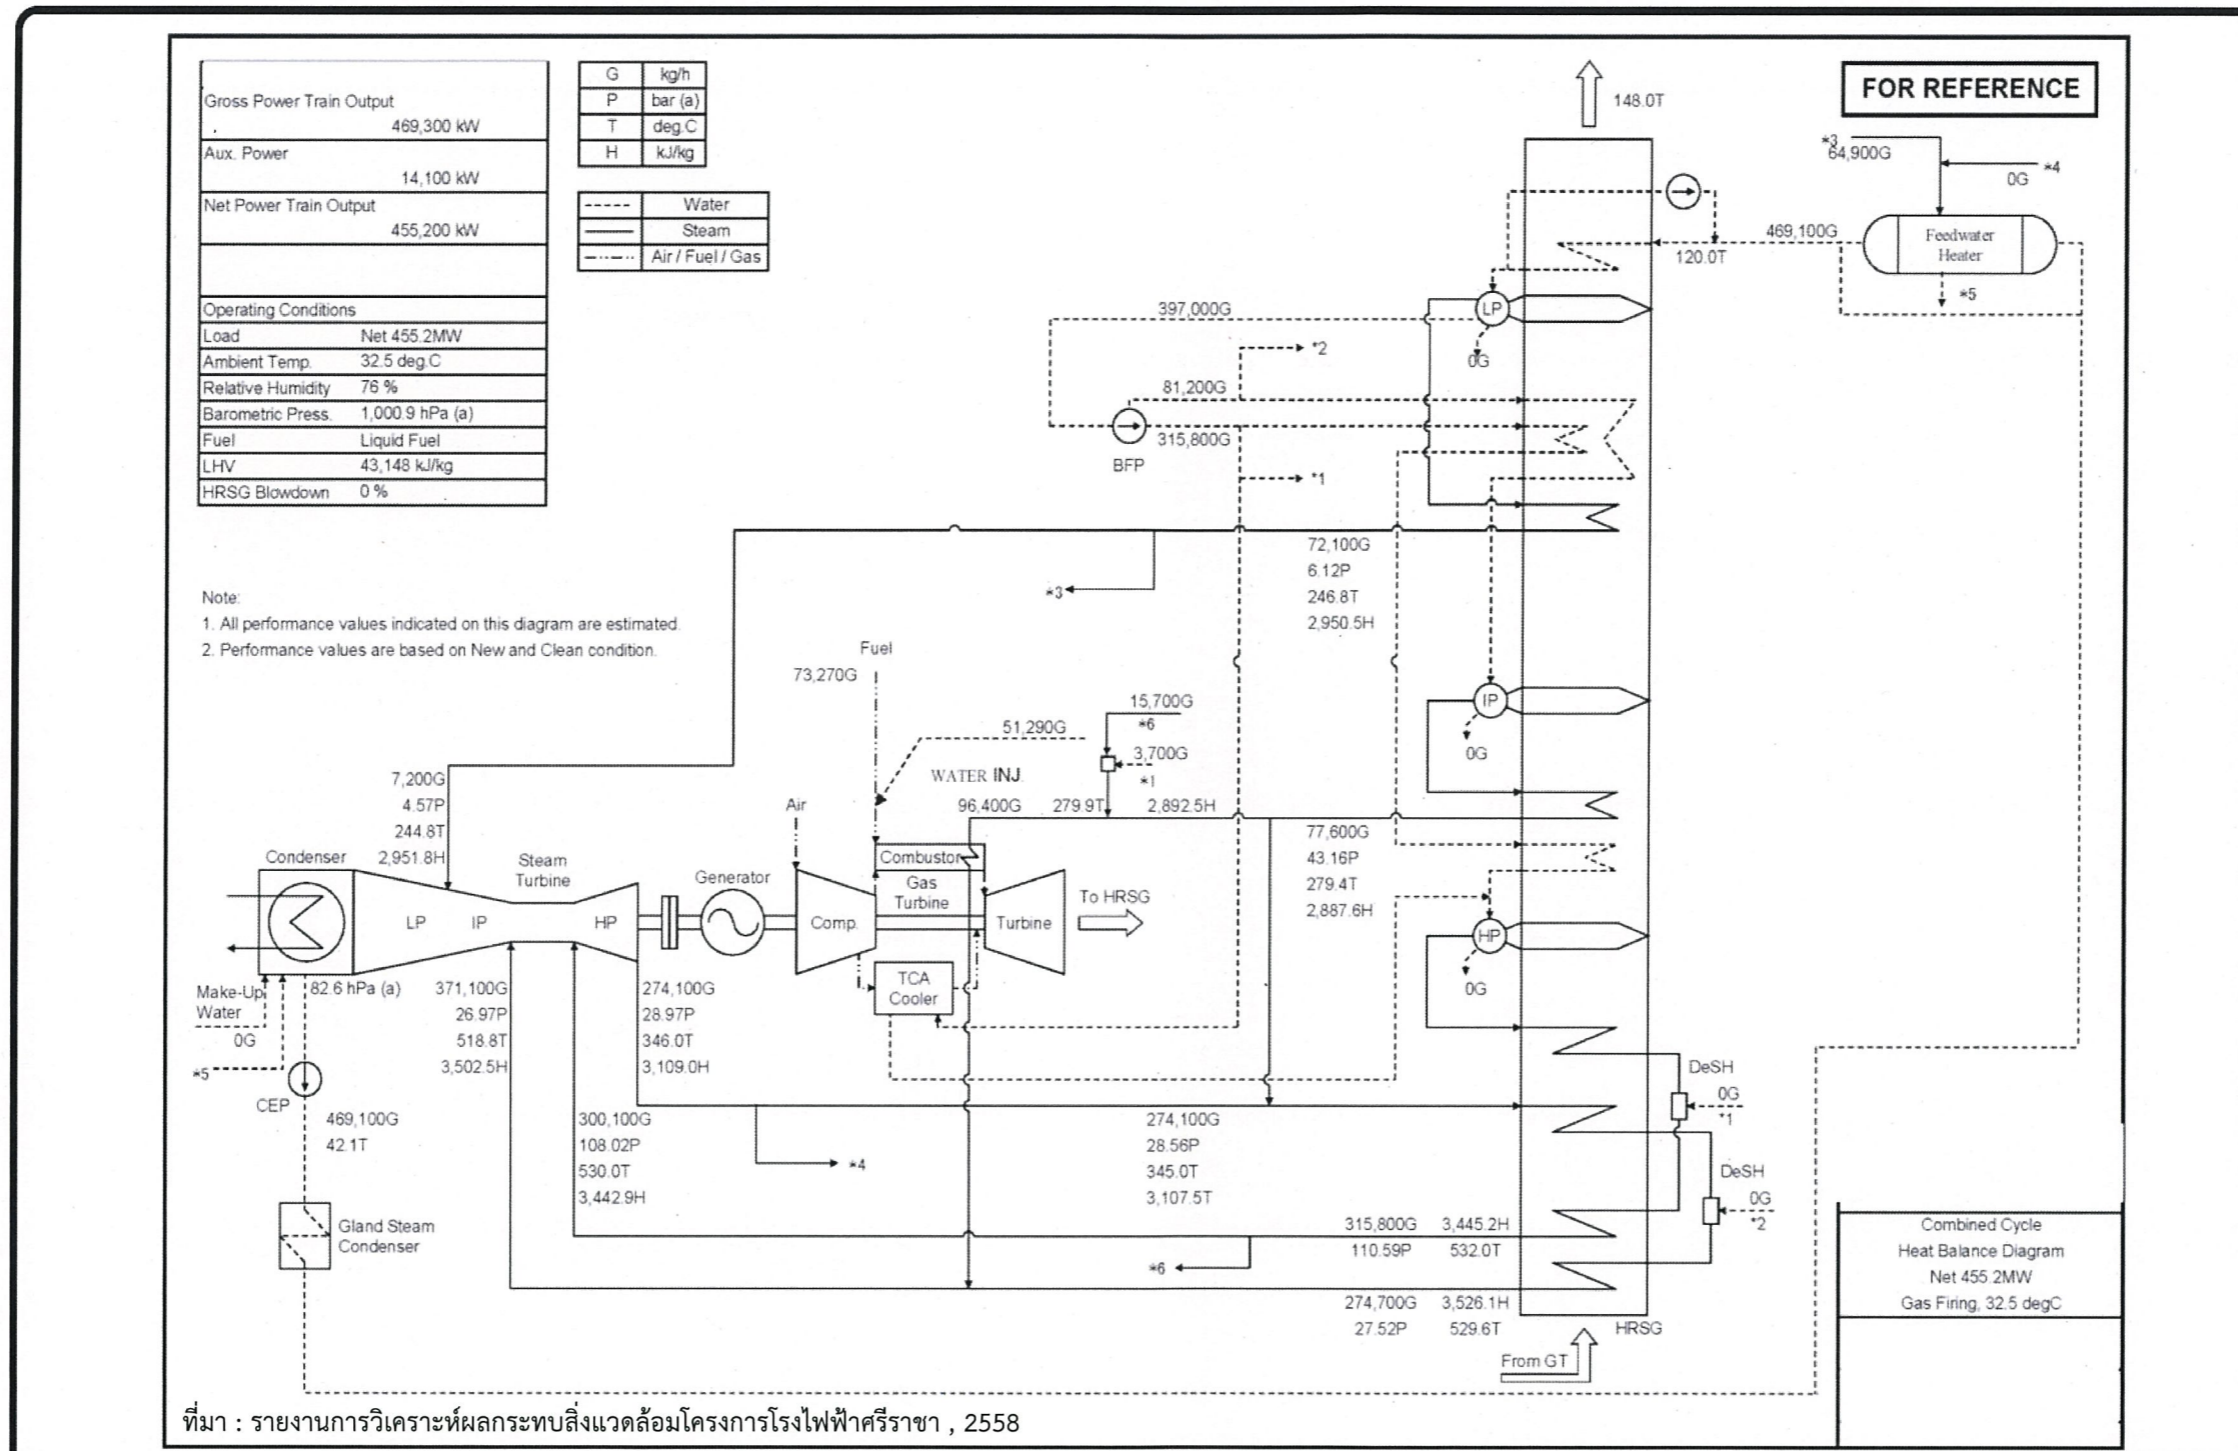 Gross Power Train Output
469,300 kW
Aux. Power
14,100 kW
Net Power Train Output
455,200 kW
Operating Conditions
Load Net 455.2MW
Ambient Temp. 32.5 deg.C
Relative Humidity 76 %
Barometric Press. 1,000.9 hPa (a)
Fuel Liquid Fuel
LHV 43,148 kJ/kg
HRSG Blowdown 0 %
G kg/h
P bar (a)
T deg.C
H kJ/kg
Water
Steam
Air / Fuel / Gas
148.0T
FOR REFERENCE
*3
64,900G
*4
0G
469,100G
120.0T
Feedwater
Heater
*5
LP
0G
397,000G
*2
81,200G
315,800G
BFP
*1
72,100G
6.12P
246.8T
2,950.5H
*3
Note:
1. All performance values indicated on this diagram are estimated.
2. Performance values are based on New and Clean condition.
Fuel
73,270G
51,290G
WATER INJ.
15,700G
*6
3,700G
*1
96,400G 279.9T 2,892.5H
IP
0G
77,600G
43.16P
279.4T
2,887.6H
HP
0G
7,200G
4.57P
244.8T
2,951.8H
Air
Condenser
Steam
Turbine
LP IP HP
Generator
Comp.
Combustor
Gas
Turbine
Turbine
To HRSG
TCA
Cooler
Make-Up
Water
0G
*5
82.6 hPa (a)
371,100G
26.97P
518.8T
3,502.5H
274,100G
28.97P
346.0T
3,109.0H
CEP
469,100G
42.1T
300,100G
108.02P
530.0T
3,442.9H
*4
274,100G
28.56P
345.0T
3,107.5T
DeSH
0G
*1
DeSH
0G
*2
Gland Steam
Condenser
315,800G 3,445.2H
110.59P 532.0T
*6
274,700G 3,526.1H
27.52P 529.6T
HRSG
From GT
Combined Cycle
Heat Balance Diagram
Net 455.2MW
Gas Firing, 32.5 degC
ที่มา : รายงานการวิเคราะห์ผลกระทบสิ่งแวดล้อมโครงการโรงไฟฟ้าศรีราชา , 2558